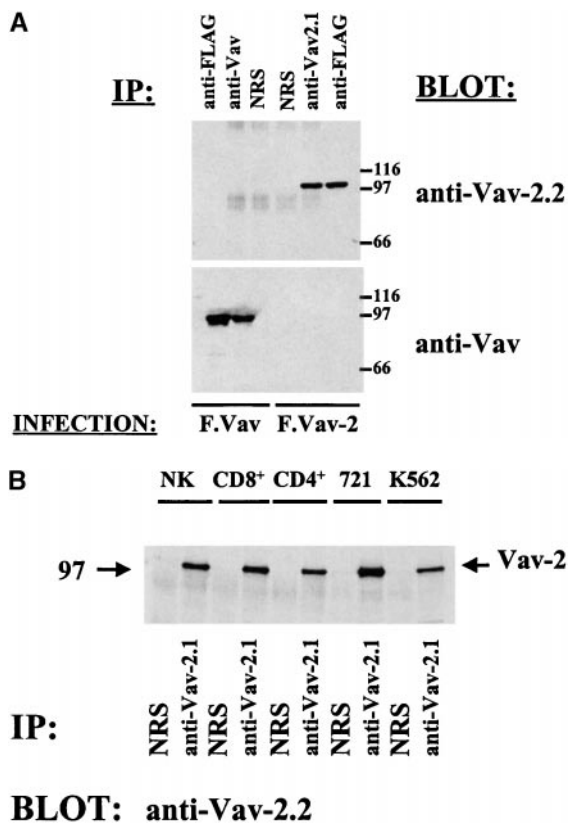 A
IP:
anti-FLAG
anti-Vav
NRS
NRS
anti-Vav2.1
anti-FLAG
BLOT:
116
97
66
anti-Vav-2.2
116
97
66
anti-Vav
INFECTION: F.Vav F.Vav-2
B
NK CD8⁺ CD4⁺ 721 K562
97 Vav-2
IP:
NRS
anti-Vav-2.1
NRS
anti-Vav-2.1
NRS
anti-Vav-2.1
NRS
anti-Vav-2.1
NRS
anti-Vav-2.1
BLOT: anti-Vav-2.2